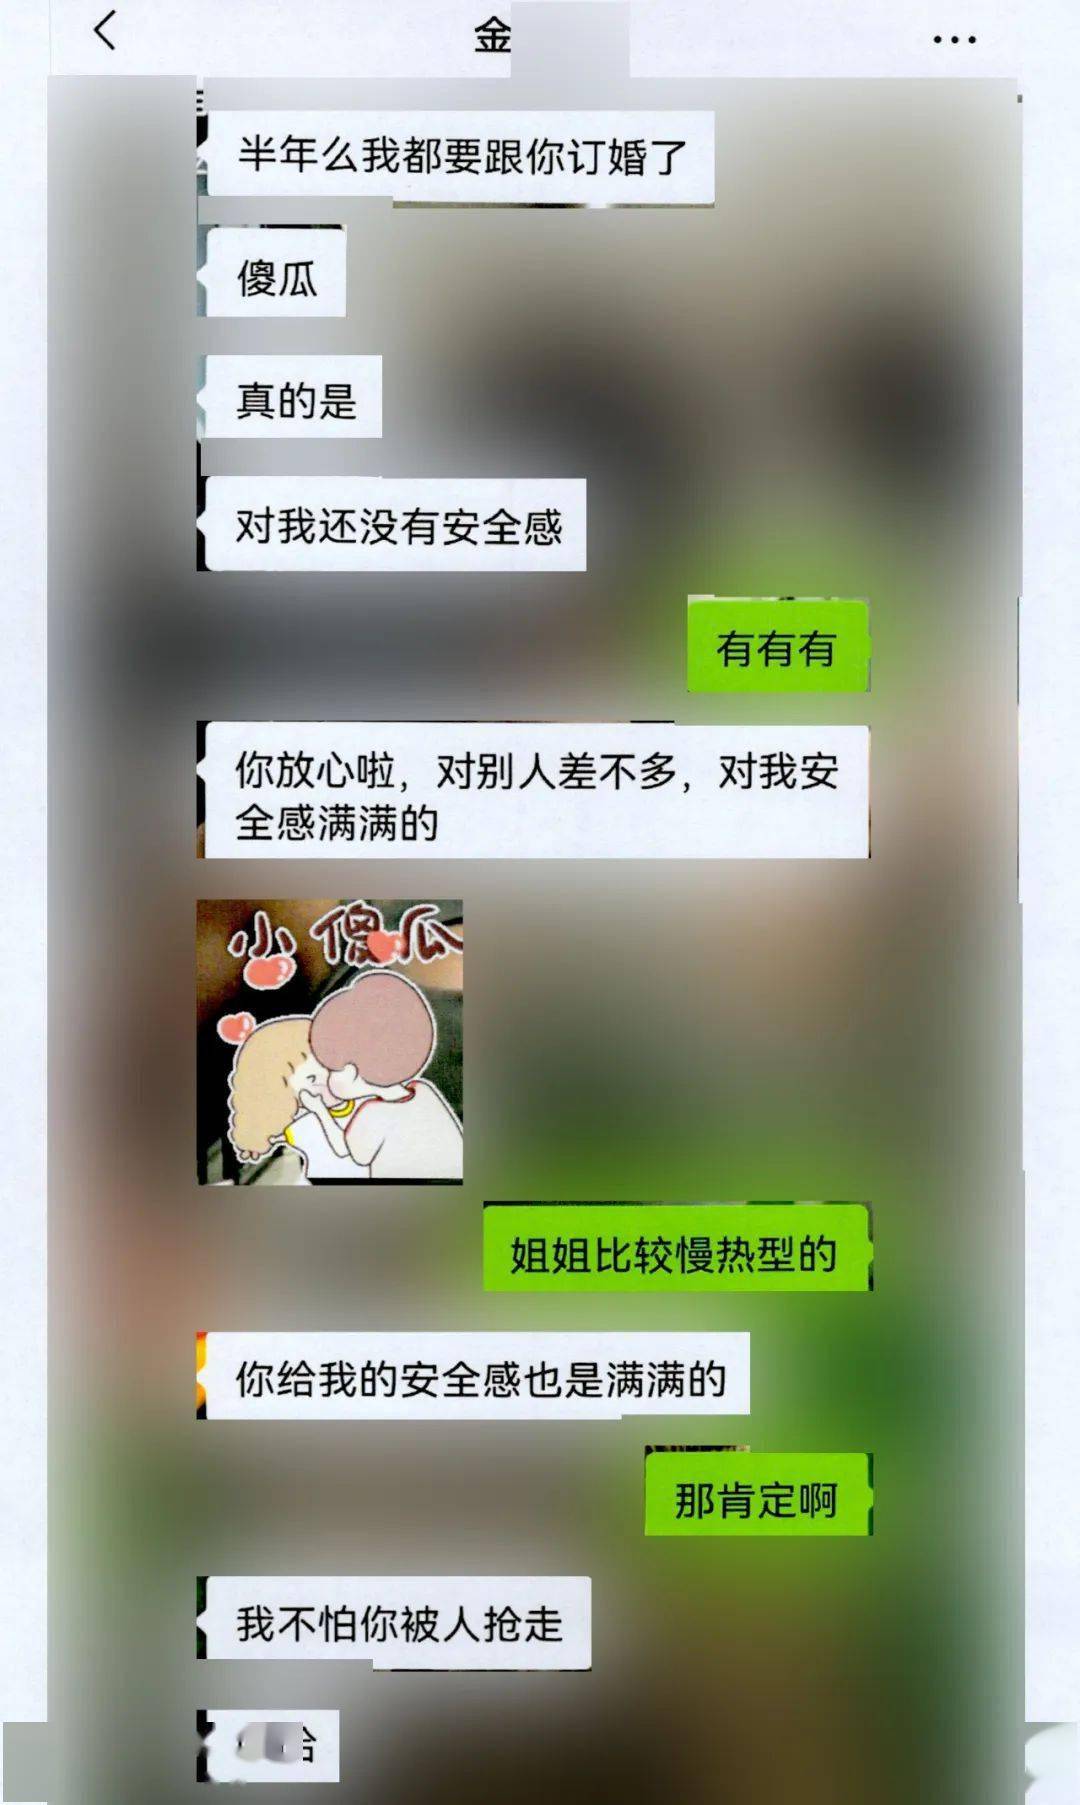 金
半年么我都要跟你订婚了
傻瓜
真的是
对我还没有安全感
有有有
你放心啦，对别人差不多，对我安
全感满满的
小傻瓜
姐姐比较慢热型的
你给我的安全感也是满满的
那肯定啊
我不怕你被人抢走